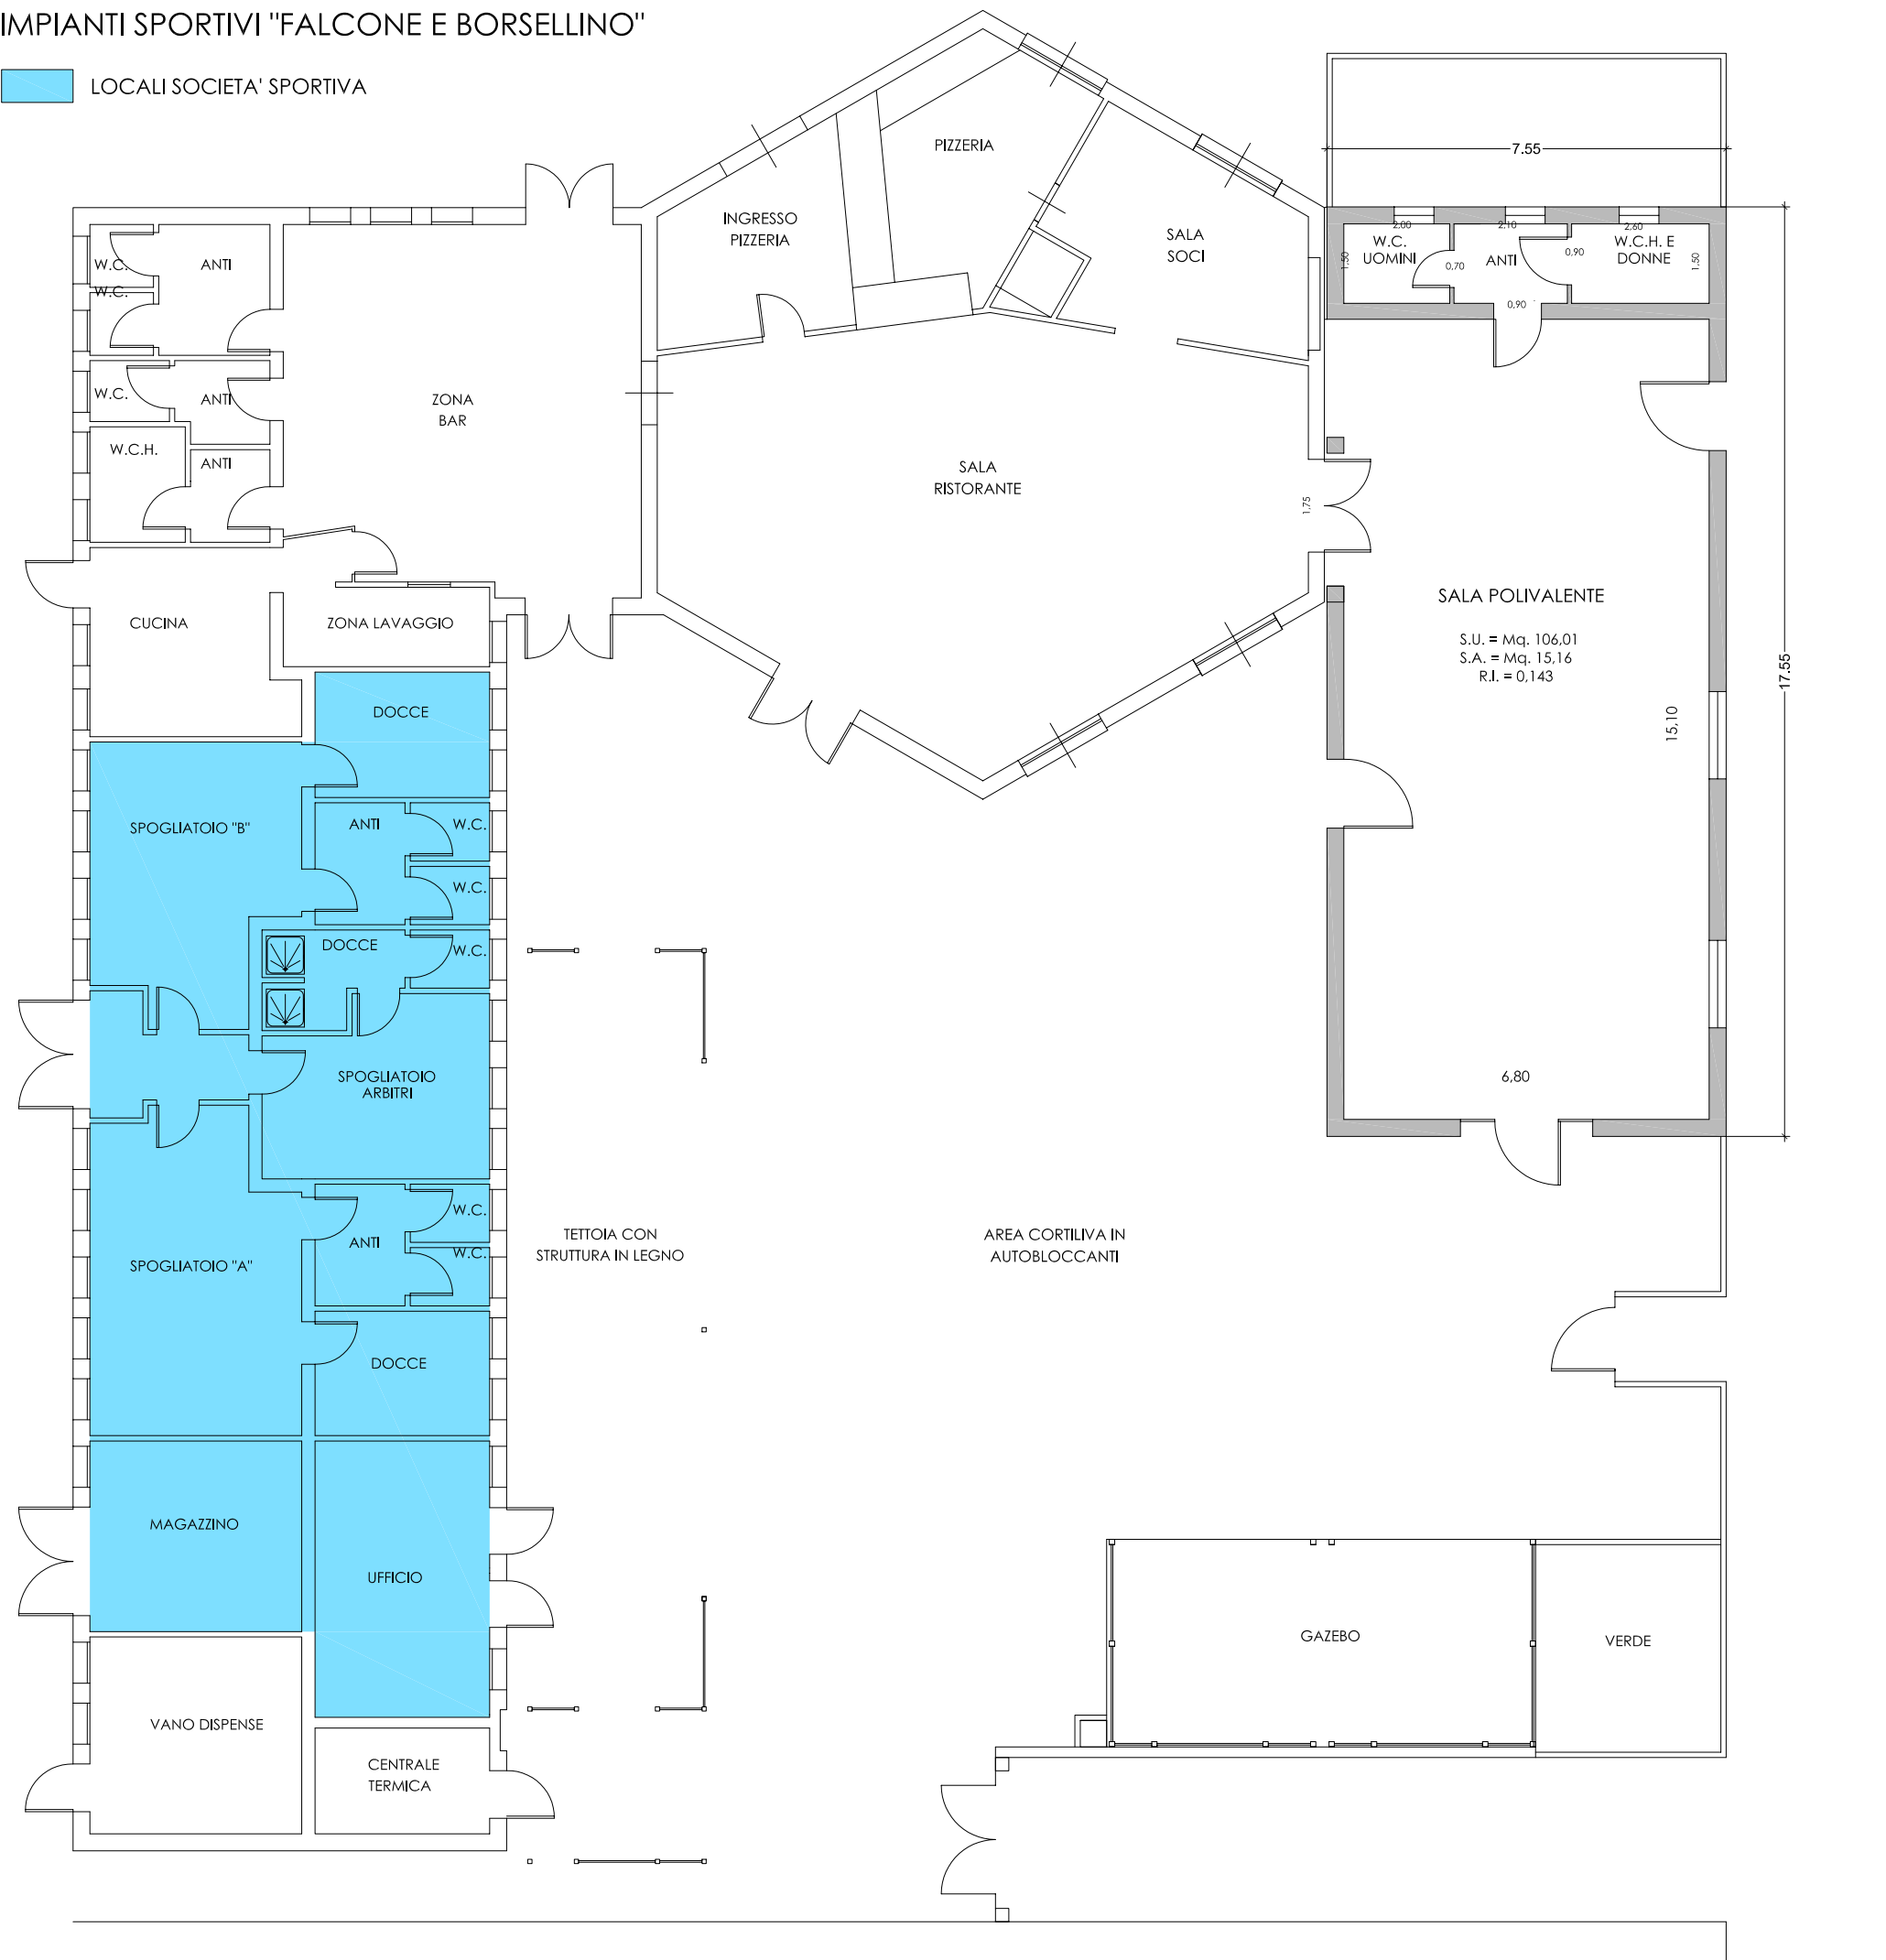 IMPIANTI SPORTIVI "FALCONE E BORSELLINO"
LOCALI SOCIETA' SPORTIVA
PIZZERIA
7.55
INGRESSO
PIZZERIA
SALA
SOCI
2,00
2,10
2,60
W.C.
UOMINI
ANTI
W.C.H. E
DONNE
1,50
0,70
0,90
1,50
0,90
W.C.
ANTI
W.C.
W.C.
ANTI
ZONA
BAR
W.C.H.
ANTI
SALA
RISTORANTE
1,75
CUCINA
ZONA LAVAGGIO
SALA POLIVALENTE
S.U. = Mq. 106,01
S.A. = Mq. 15,16
R.I. = 0,143
17.55
15,10
DOCCE
SPOGLIATOIO "B"
ANTI
W.C.
W.C.
DOCCE
W.C.
SPOGLIATOIO
ARBITRI
6,80
W.C.
ANTI
W.C.
SPOGLIATOIO "A"
TETTOIA CON
STRUTTURA IN LEGNO
AREA CORTILIVA IN
AUTOBLOCCANTI
DOCCE
MAGAZZINO
UFFICIO
GAZEBO
VERDE
VANO DISPENSE
CENTRALE
TERMICA